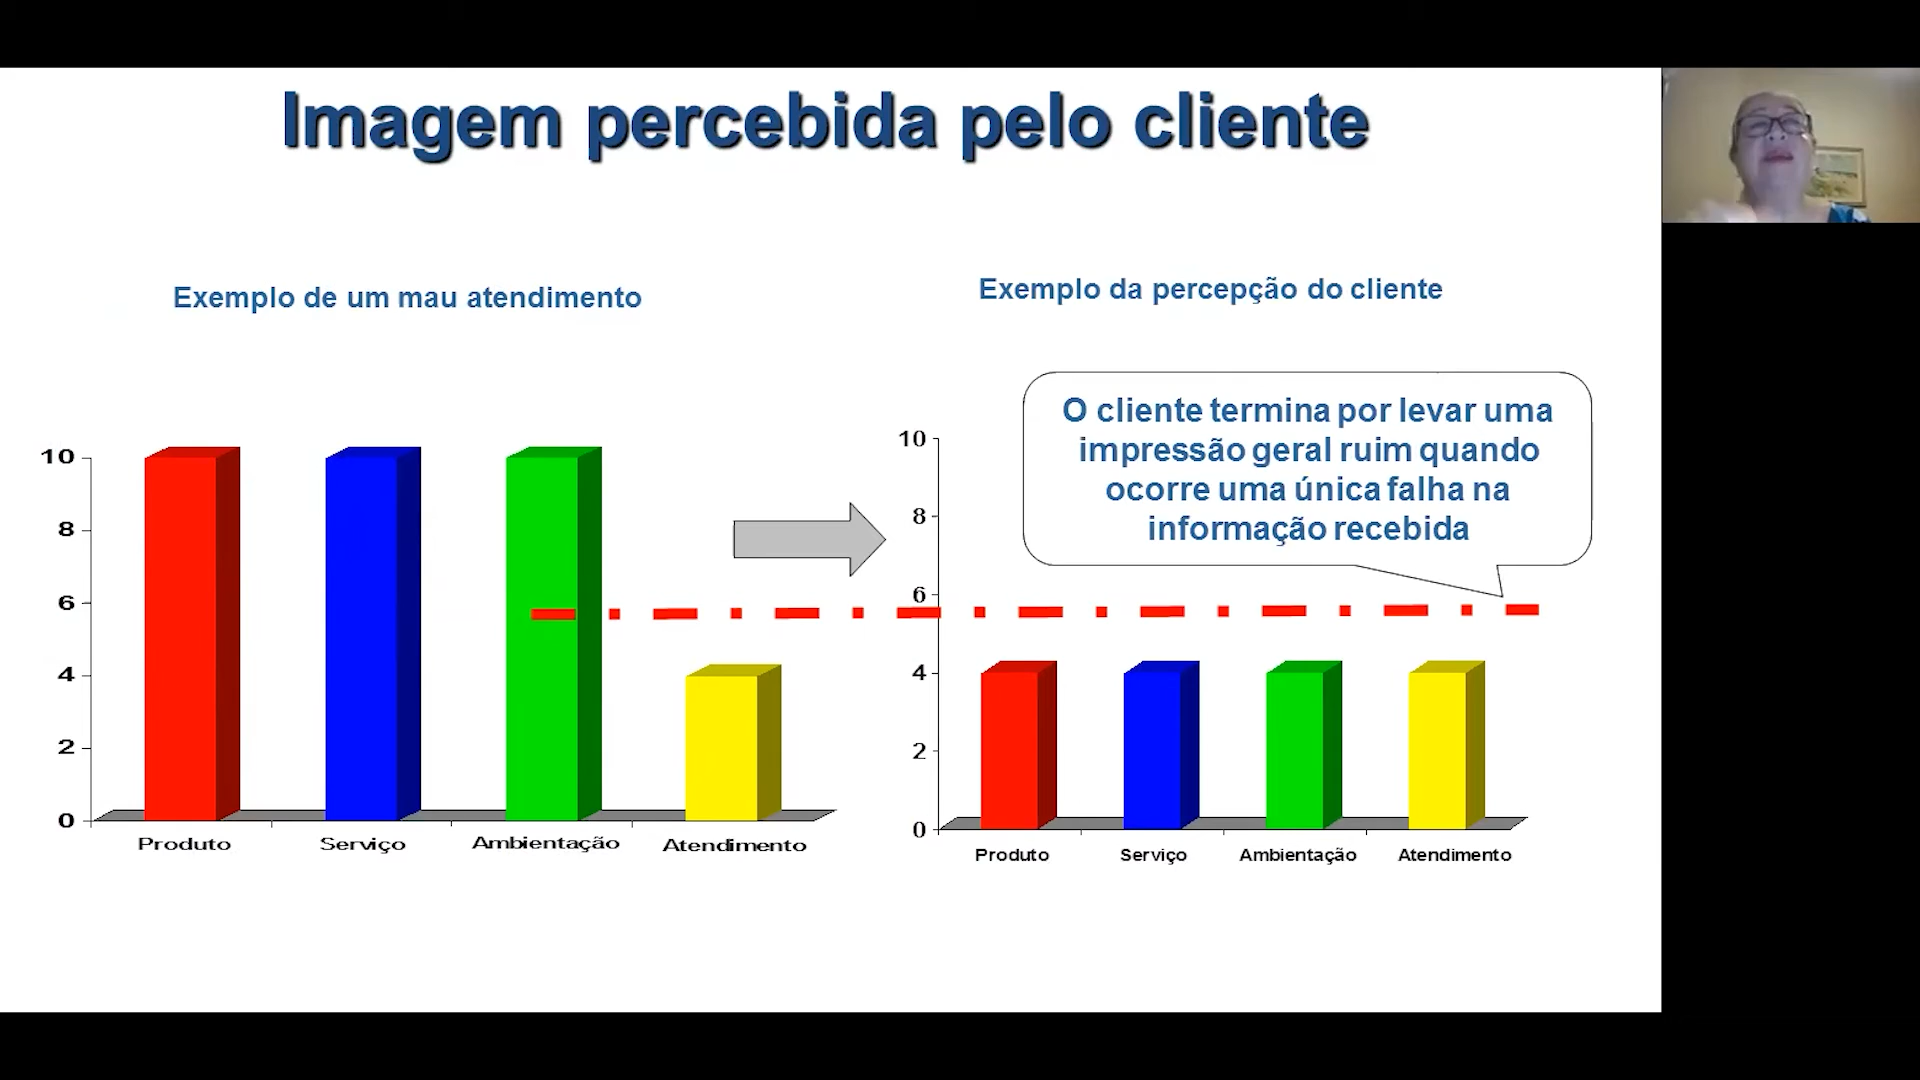 Imagem percebida pelo cliente
Exemplo de um mau atendimento
10
8
6
4
2
0
Produto
Serviço
Ambientação
Atendimento
Exemplo da percepção do cliente
O cliente termina por levar uma
impressão geral ruim quando
ocorre uma única falha na
informação recebida
10
8
6
4
2
0
Produto
Serviço
Ambientação
Atendimento